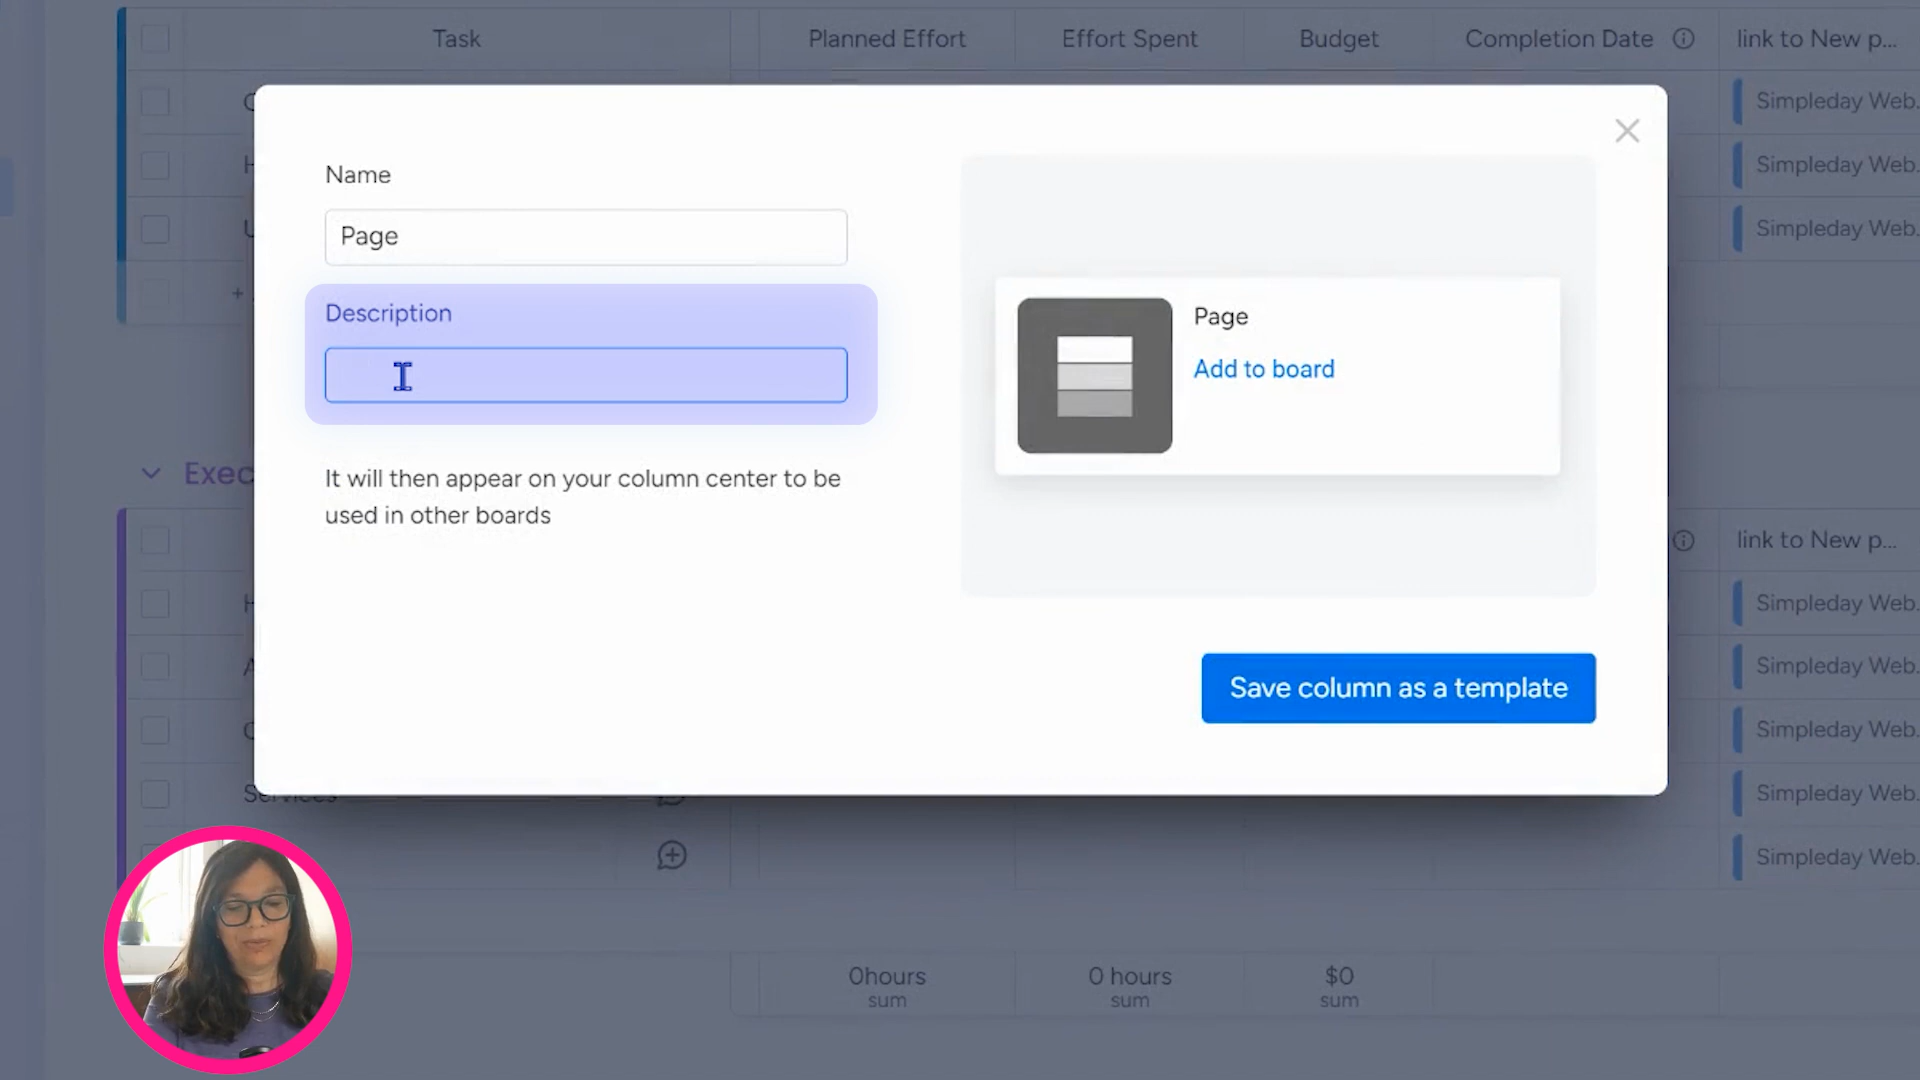 Task
Planned Effort
Effort Spent
Budget
Completion Date
link to New p...
Simpleday Web.
Simpleday Web.
Simpleday Web.
Name
Page
Description
It will then appear on your column center to be
used in other boards
Page
Add to board
Save column as a template
Exec
link to New p...
Simpleday Web.
Simpleday Web.
Simpleday Web.
Services
Simpleday Web.
Simpleday Web.
0hours
sum
0 hours
sum
$0
sum